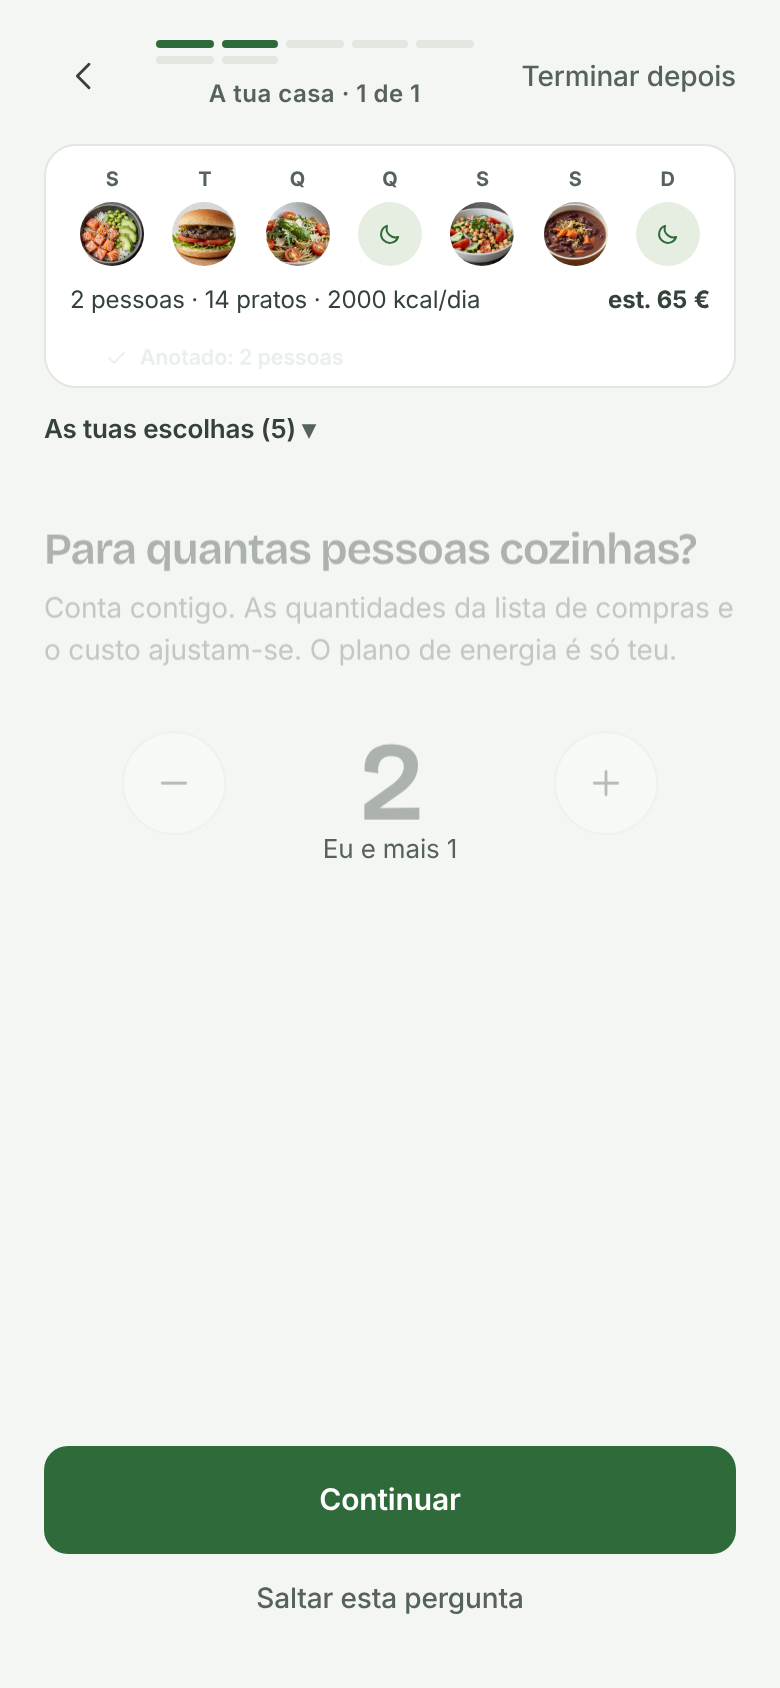 A tua casa · 1 de 1
Terminar depois
S T Q Q S S D
2 pessoas · 14 pratos · 2000 kcal/dia est. 65 €
Anotado: 2 pessoas
As tuas escolhas (5) ▾
Para quantas pessoas cozinhas?
Conta contigo. As quantidades da lista de compras e
o custo ajustam-se. O plano de energia é só teu.
− 2 +
Eu e mais 1
Continuar
Saltar esta pergunta